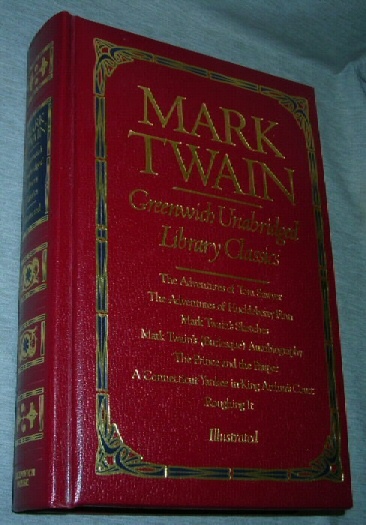 MARK
TWAIN
Greenwich Unabridged
Library Classics
The Adventures of Tom Sawyer
The Adventures of Huckleberry Finn
Mark Twain's Sketches
Mark Twain's (Burlesque) Autobiography
The Prince and the Pauper
A Connecticut Yankee in King Arthur's Court
Roughing It
Illustrated